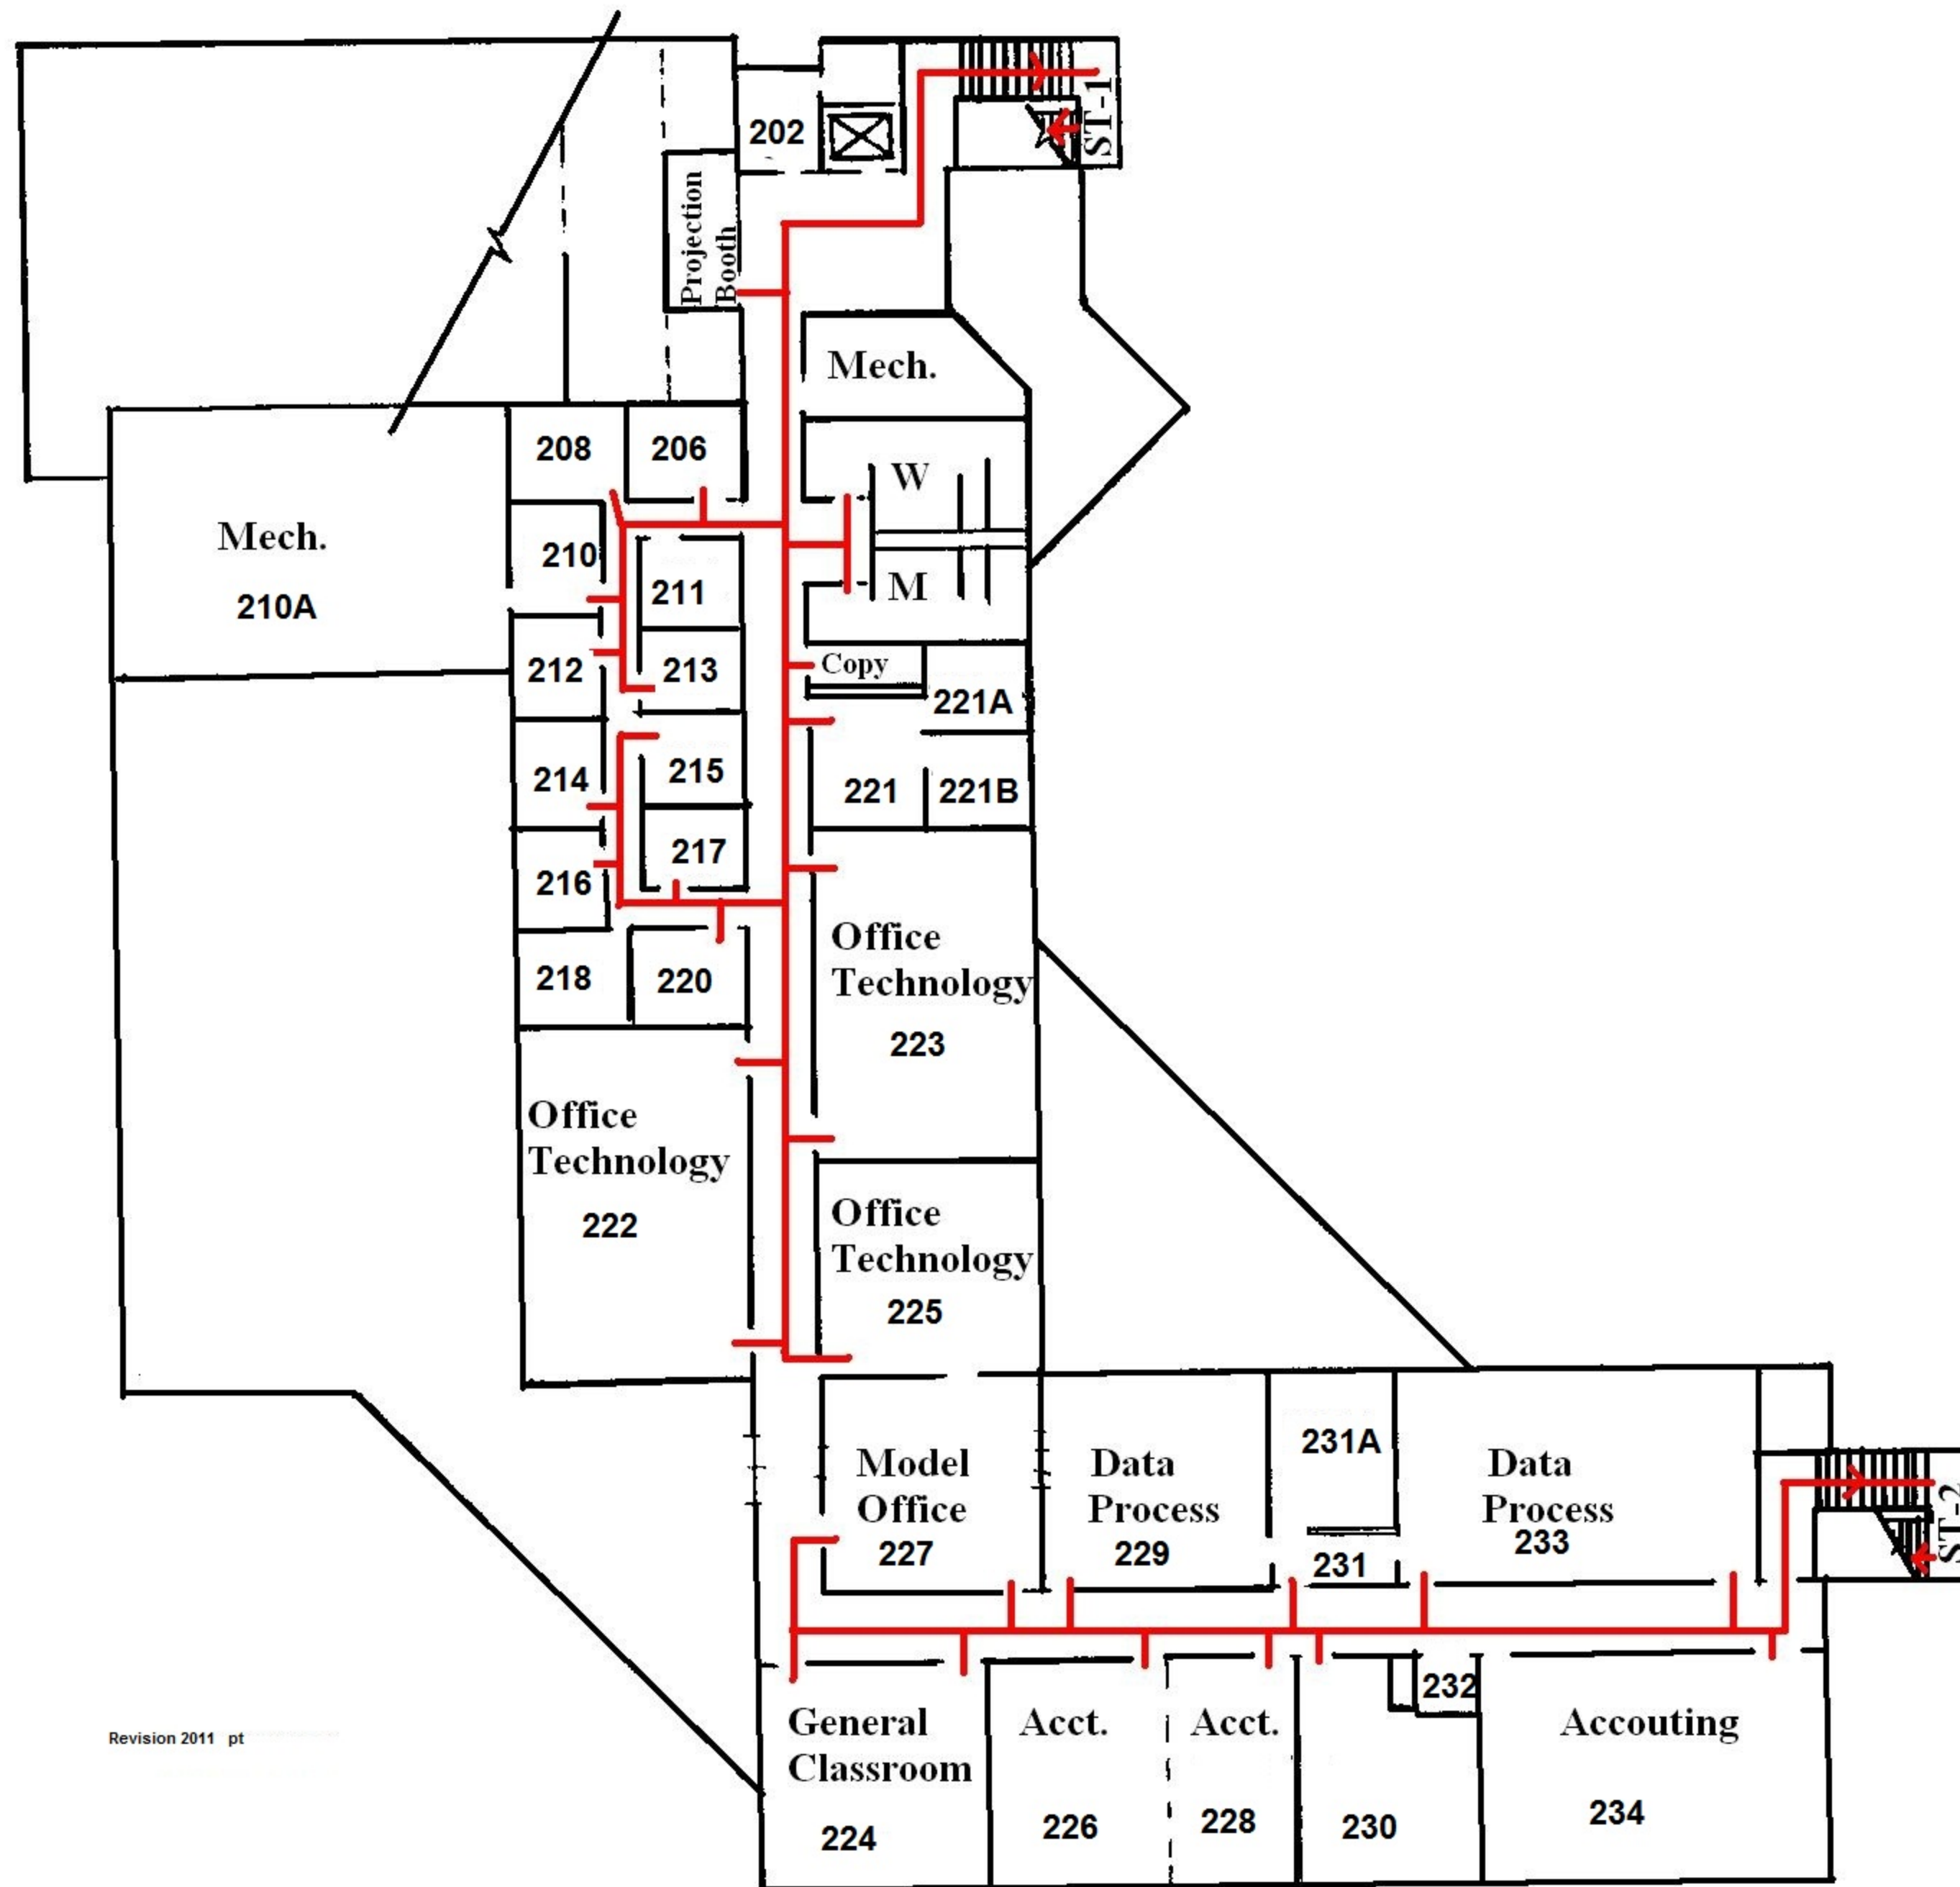 ST-1
202
Projection
Booth
Mech.
208
206
W
Mech.
210
210A
211
M
212
213
Copy
221A
214
215
221
221B
216
217
218
220
Office
Technology
223
Office
Technology
222
Office
Technology
225
Model
Office
227
Data
Process
229
231A
231
Data
Process
233
ST-2
232
General
Classroom
224
Acct.
226
Acct.
228
230
Accouting
234
Revision 2011 pt